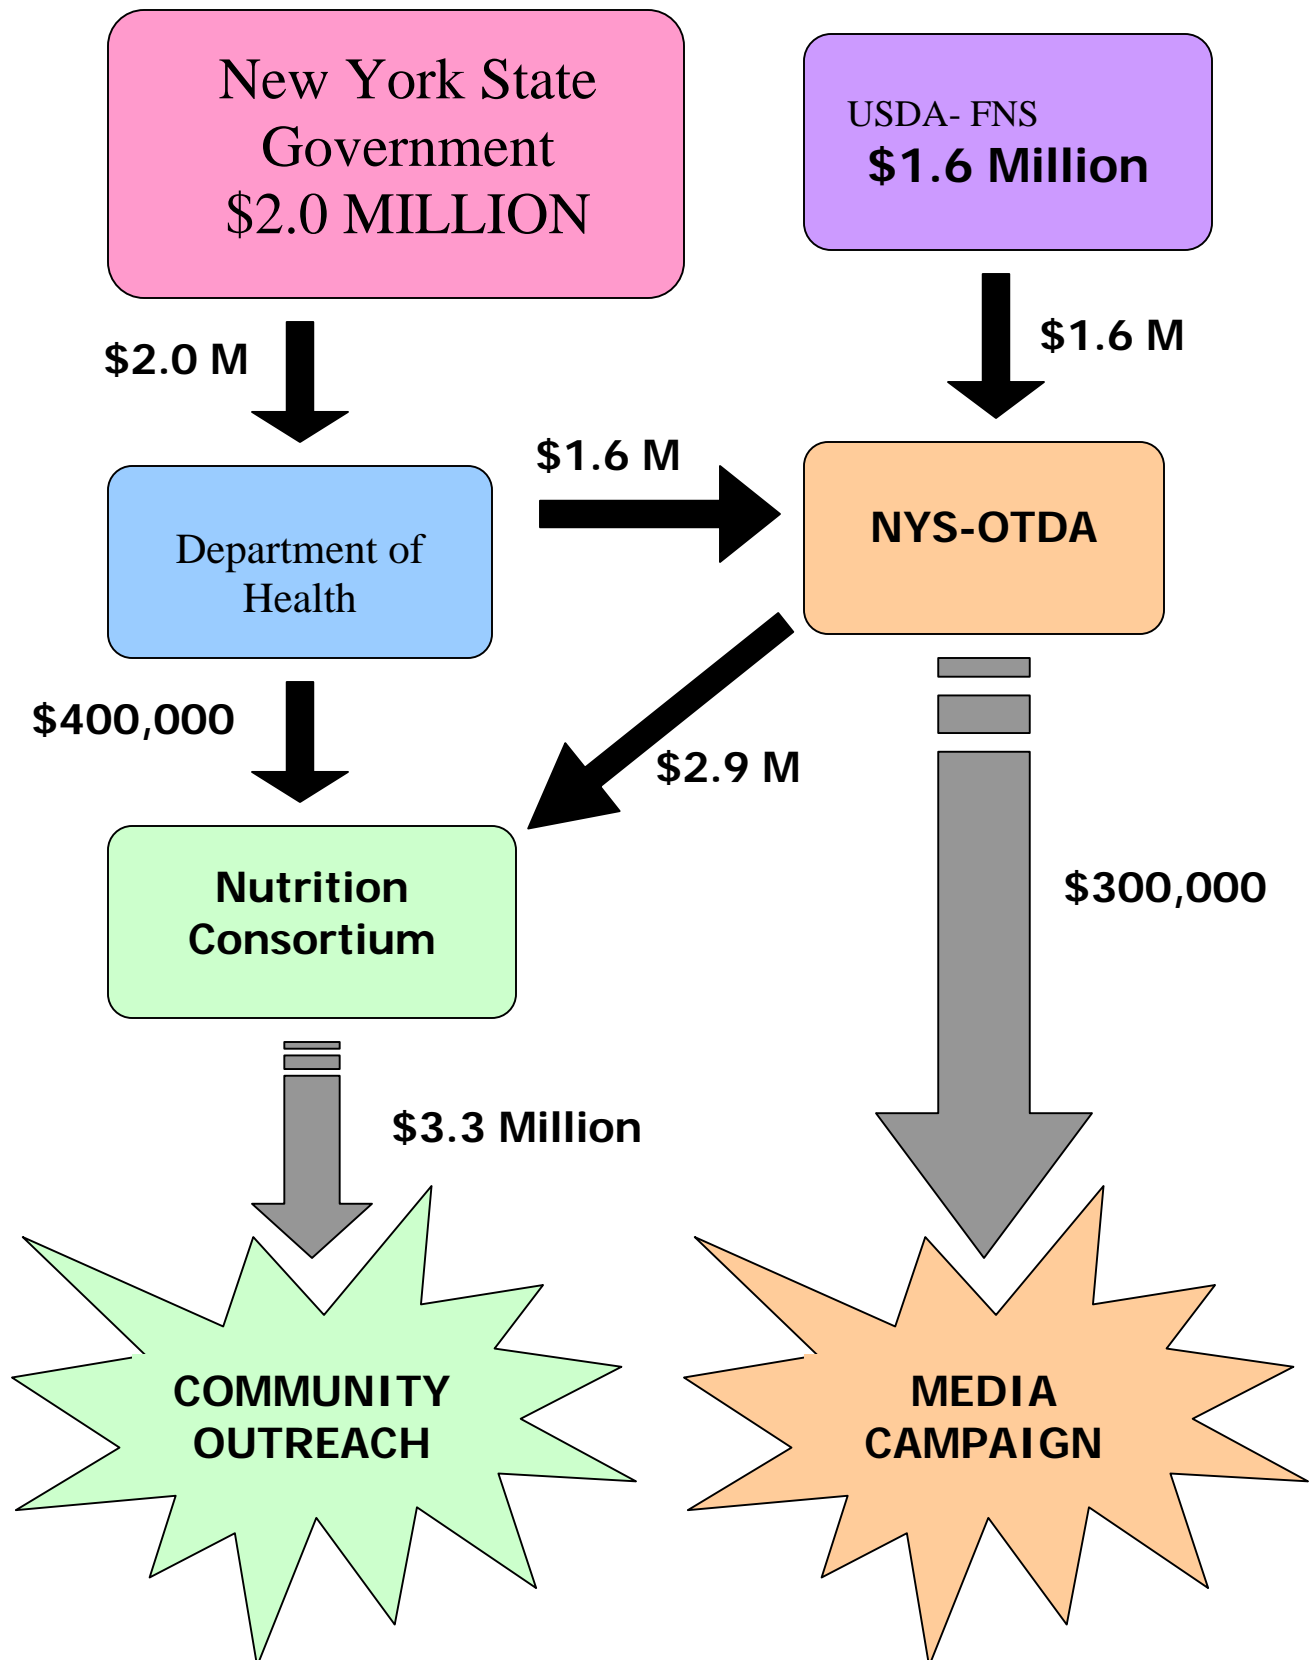 New York State
Government
$2.0 MILLION
USDA- FNS
$1.6 Million
$2.0 M
$1.6 M
$1.6 M
NYS-OTDA
Department of
Health
$400,000
$2.9 M
Nutrition
Consortium
$300,000
$3.3 Million
COMMUNITY
OUTREACH
MEDIA
CAMPAIGN